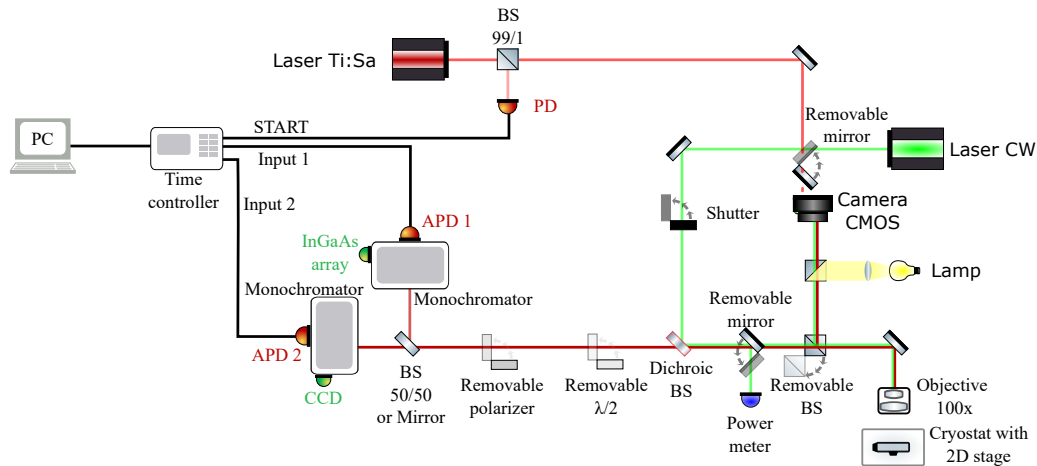 BS
99/1
Laser Ti:Sa
PD
Removable
mirror
PC
START
Input 1
Laser CW
Time
controller
Input 2
APD 1
Shutter
Camera
CMOS
InGaAs
array
Lamp
Monochromator
Monochromator
Removable
mirror
APD 2
CCD
BS
50/50
or Mirror
Removable
polarizer
Removable
λ/2
Dichroic
BS
Removable
BS
Objective
100x
Power
meter
Cryostat with
2D stage